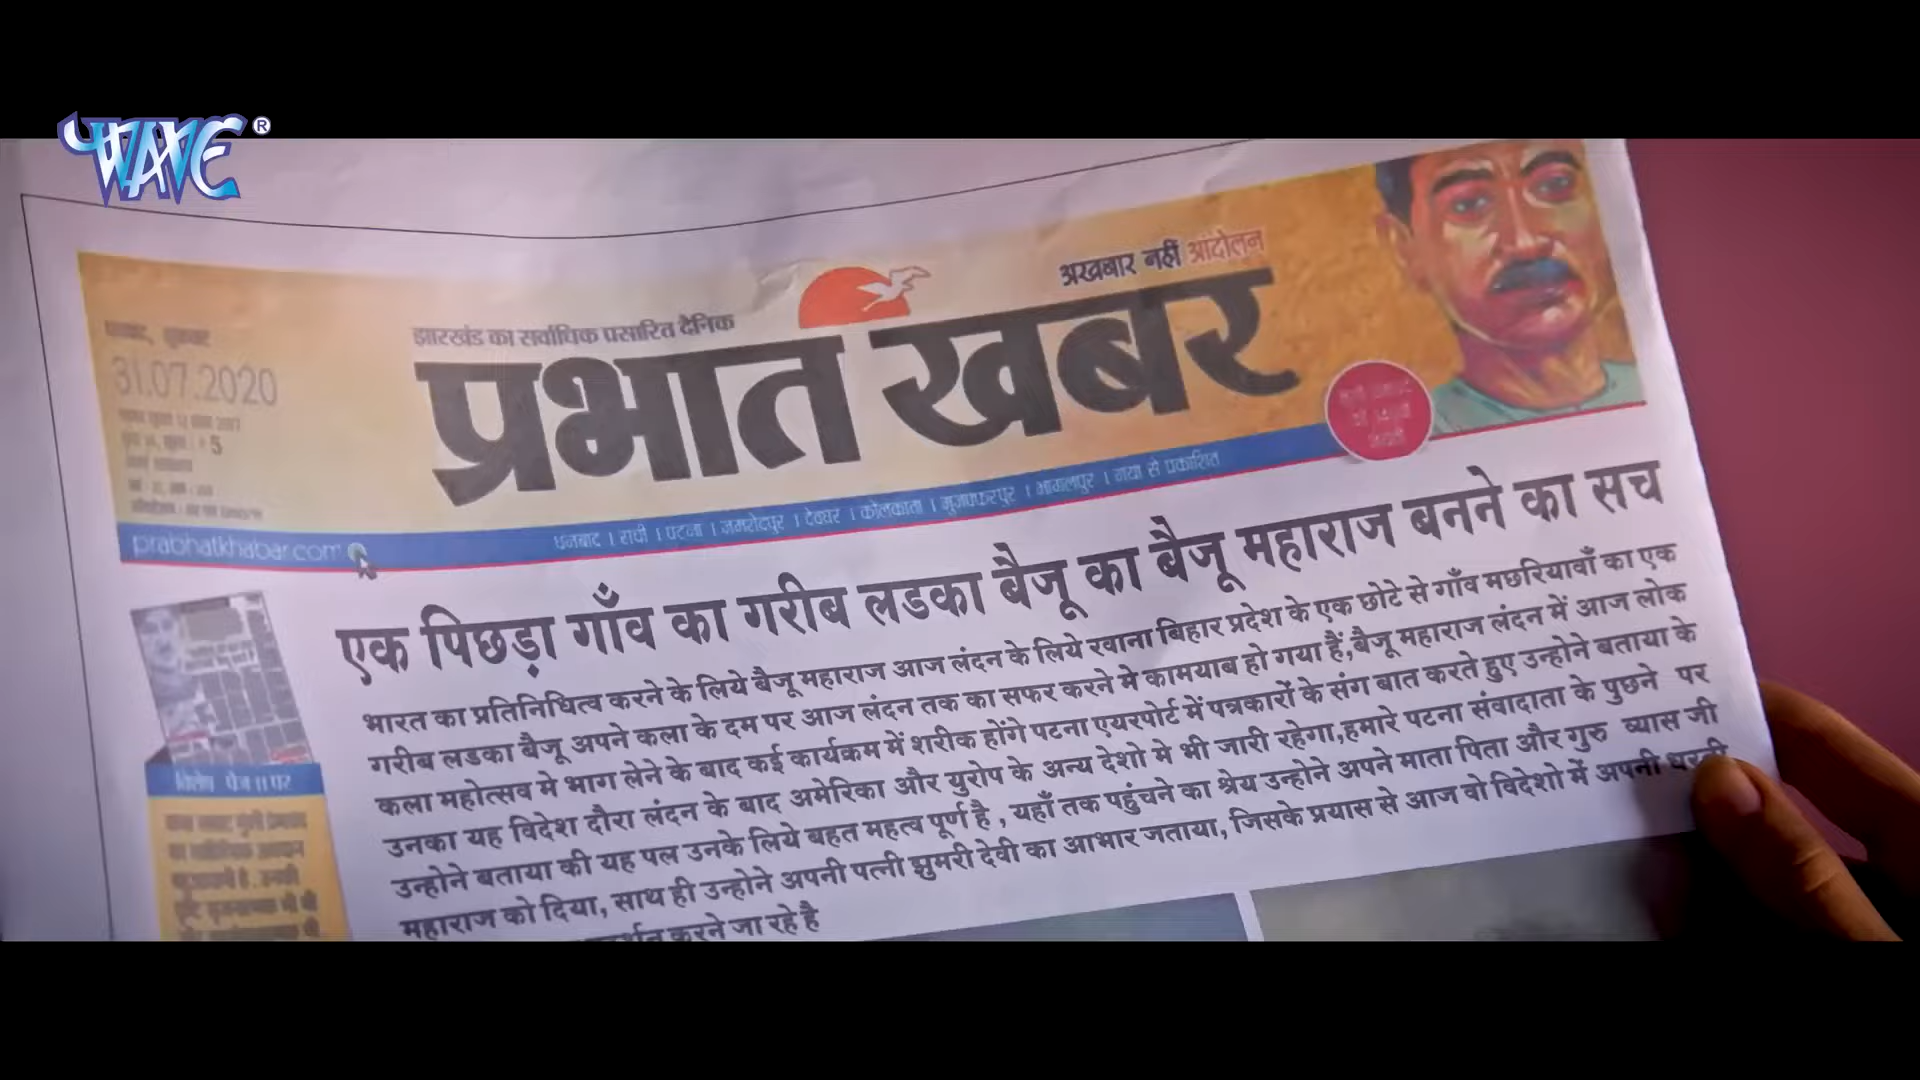 WAVE®
अखबार नहीं आंदोलन
झारखंड का सर्वाधिक प्रसारित दैनिक
प्रभात खबर
31.07.2020
5
धनबाद । रांची । पटना । जमशेदपुर । देवघर । कोलकाता । मुजफ्फरपुर । भागलपुर । गया से प्रकाशित
prabhatkhabar.com
एक पिछड़ा गाँव का गरीब लडका बैजू का बैजू महाराज बनने का सच
भारत का प्रतिनिधित्व करने के लिये बैजू महाराज आज लंदन के लिये रवाना बिहार प्रदेश के एक छोटे से गाँव मछरियावाँ का एक
गरीब लडका बैजू अपने कला के दम पर आज लंदन तक का सफर करने मे कामयाब हो गया हैं,बैजू महाराज लंदन में आज लोक
कला महोत्सव मे भाग लेने के बाद कई कार्यक्रम में शरीक होंगे पटना एयरपोर्ट में पत्रकारों के संग बात करते हुए उन्होने बताया के
उनका यह विदेश दौरा लंदन के बाद अमेरिका और युरोप के अन्य देशो मे भी जारी रहेगा,हमारे पटना संवादाता के पुछने पर
उन्होने बताया की यह पल उनके लिये बहत महत्व पूर्ण है , यहाँ तक पहुंचने का श्रेय उन्होने अपने माता पिता और गुरु व्यास जी
महाराज को दिया, साथ ही उन्होने अपनी पत्नी झुमरी देवी का आभार जताया, जिसके प्रयास से आज वो विदेशो में अपनी धरती
करने जा रहे है
विशेष पेज 11 पर